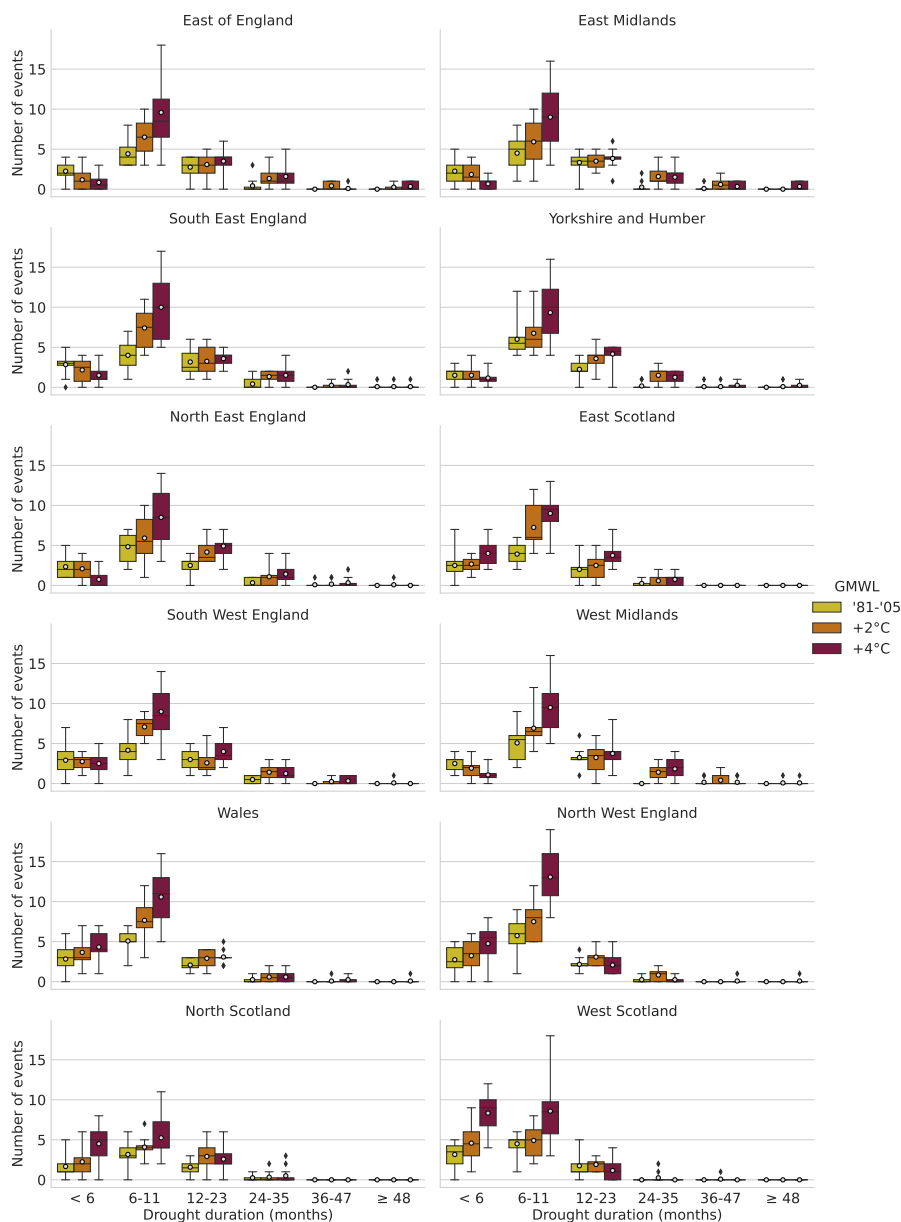 East of England
East Midlands
Number of events
15
10
5
0
South East England
Yorkshire and Humber
Number of events
15
10
5
0
North East England
East Scotland
Number of events
15
10
5
0
GMWL
'81-'05
+2°C
+4°C
South West England
West Midlands
Number of events
15
10
5
0
Wales
North West England
Number of events
15
10
5
0
North Scotland
West Scotland
Number of events
15
10
5
0
< 6 6-11 12-23 24-35 36-47 ≥ 48
< 6 6-11 12-23 24-35 36-47 ≥ 48
Drought duration (months)
Drought duration (months)